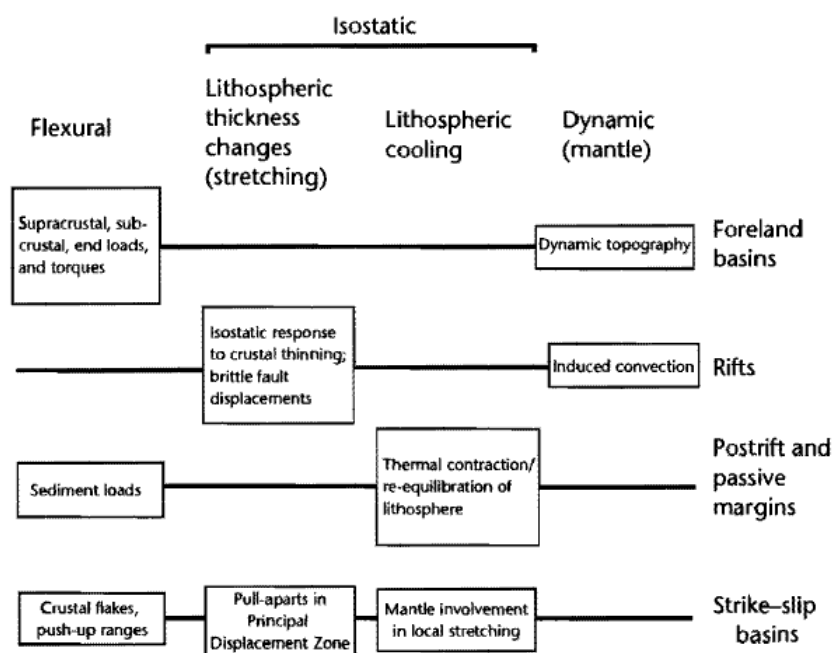 Isostatic
Flexural
Lithospheric
thickness
changes
(stretching)
Lithospheric
cooling
Dynamic
(mantle)
Supracrustal, sub-
crustal, end loads,
and torques
Dynamic topography
Foreland
basins
Isostatic response
to crustal thinning;
brittle fault
displacements
Induced convection
Rifts
Sediment loads
Thermal contraction/
re-equilibration of
lithosphere
Postrift and
passive
margins
Crustal flakes,
push-up ranges
Pull-aparts in
Principal
Displacement Zone
Mantle involvement
in local stretching
Strike–slip
basins